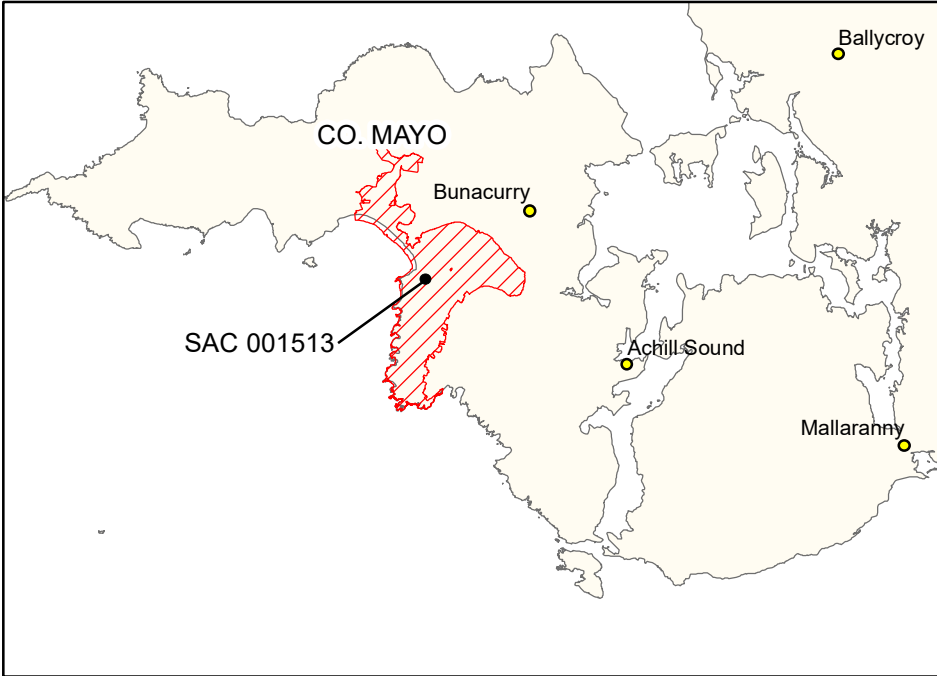 Ballycroy
CO. MAYO
Bunacurry
SAC 001513
Achill Sound
Mallaranny